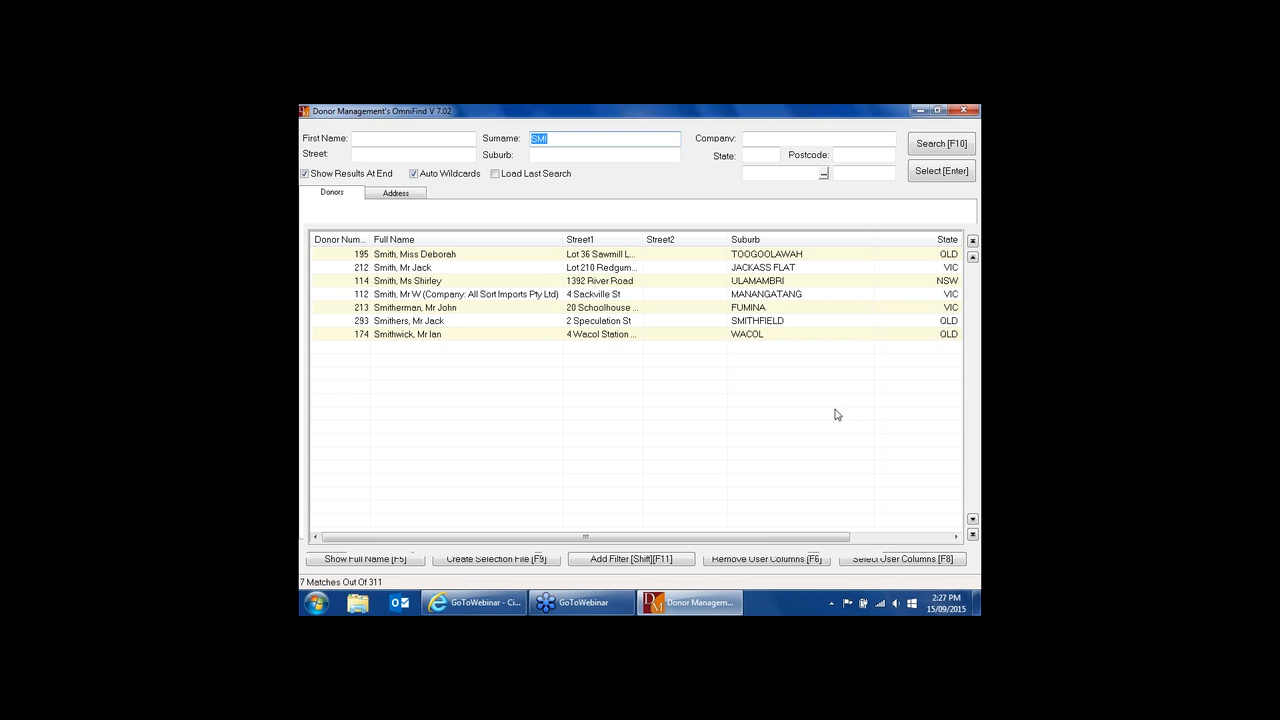 Donor Management's OmniFind V 7.02
First Name: Surname: SMI Company: Search [F10]
Street: Suburb: State: Postcode:
Show Results At End Auto Wildcards Load Last Search Select [Enter]
Donors Address
Donor Num... Full Name Street1 Street2 Suburb State
195 Smith, Miss Deborah Lot 36 Sawmill L... TOOGOOLAWAH QLD
212 Smith, Mr Jack Lot 210 Redgum... JACKASS FLAT VIC
114 Smith, Ms Shirley 1392 River Road ULAMAMBRI NSW
112 Smith, Mr W (Company: All Sort Imports Pty Ltd) 4 Sackville St MANANGATANG VIC
213 Smitherman, Mr John 20 Schoolhouse ... FUMINA VIC
293 Smithers, Mr Jack 2 Speculation St SMITHFIELD QLD
174 Smithwick, Mr Ian 4 Wacol Station ... WACOL QLD
Show Full Name [F5] Create Selection File [F9] Add Filter [Shift][F11] Remove User Columns [F6] Select User Columns [F8]
7 Matches Out Of 311
GoToWebinar - Ci... GoToWebinar DM Donor Managem... 2:27 PM
15/09/2015